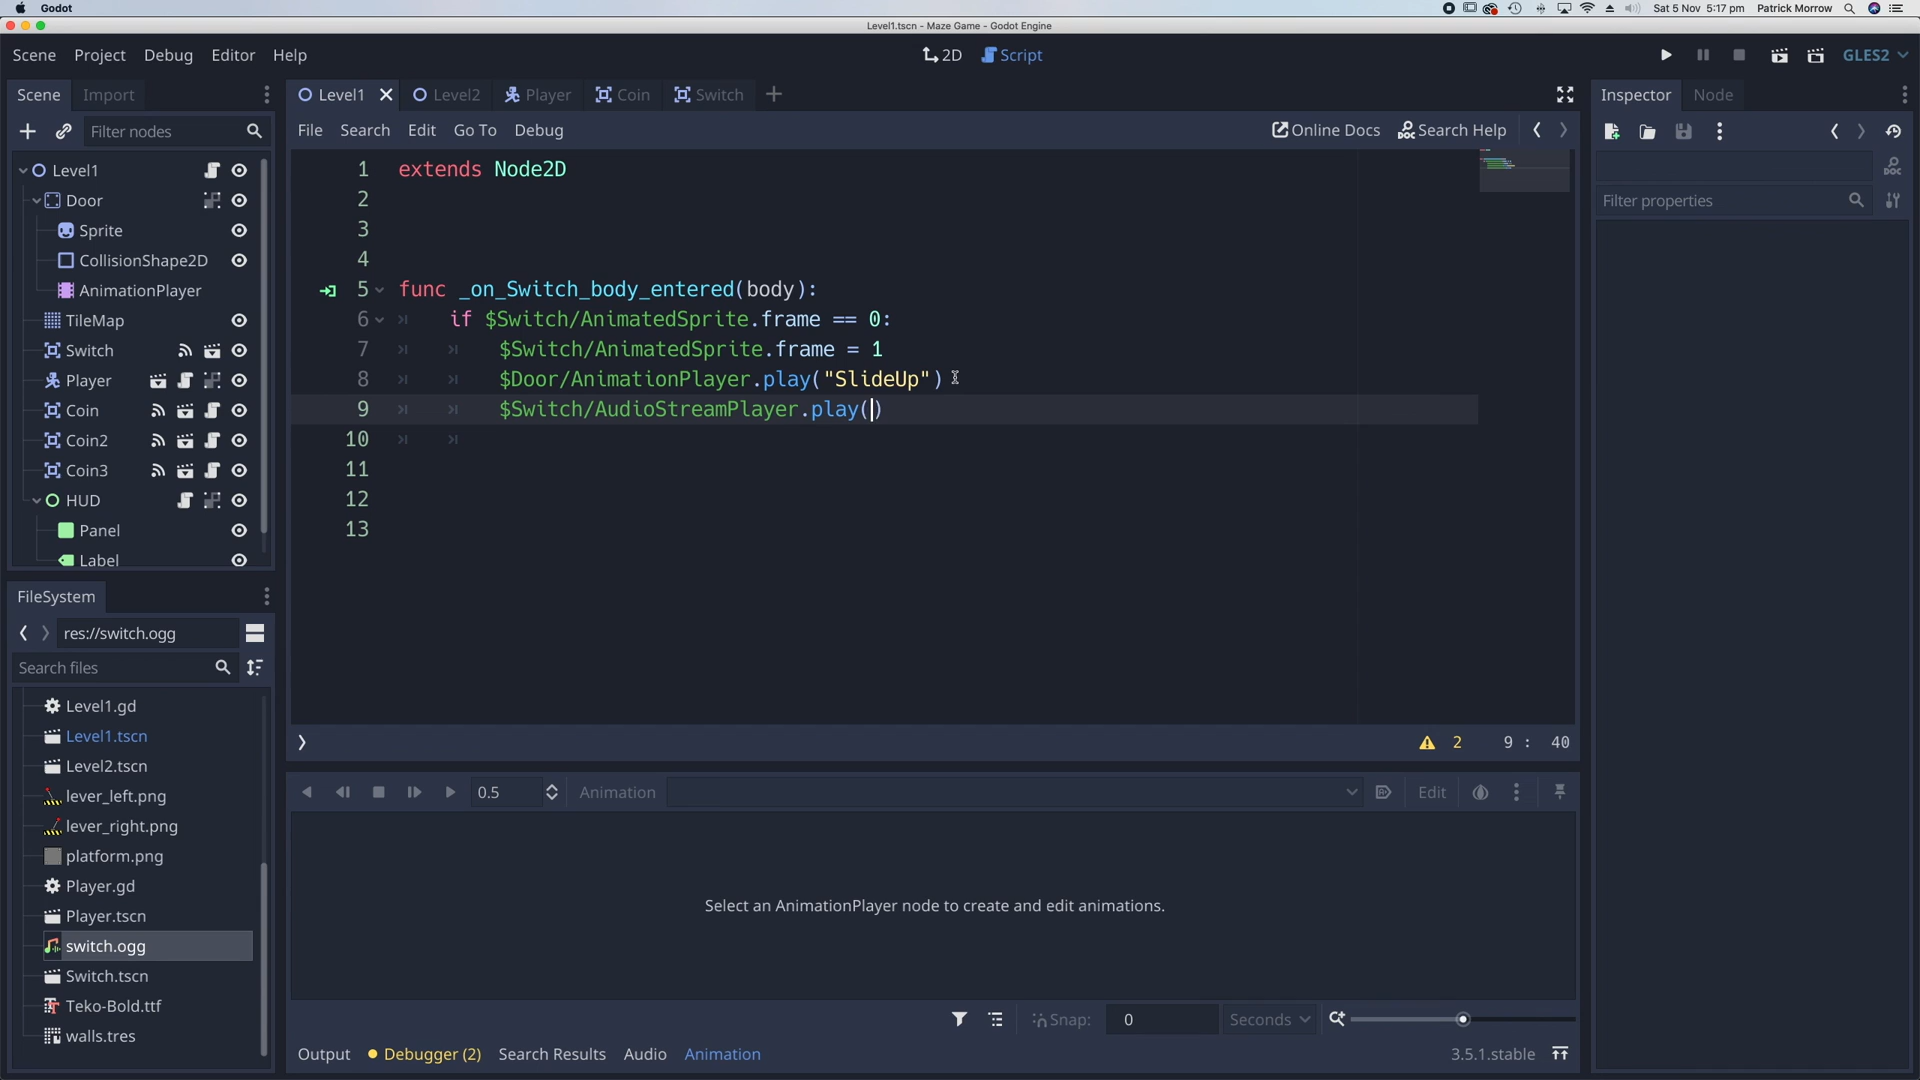 Godot
Sat 5 Nov 5:17 pm Patrick Morrow
Level1.tscn - Maze Game - Godot Engine
Scene Project Debug Editor Help
2D Script
GLES2
Scene Import
Level1 Level2 Player Coin Switch
Inspector Node
Filter nodes
File Search Edit Go To Debug
Online Docs Search Help
Filter properties
Level1
Door
Sprite
CollisionShape2D
AnimationPlayer
TileMap
Switch
Player
Coin
Coin2
Coin3
HUD
Panel
Label
1 extends Node2D
2
3
4
5 func _on_Switch_body_entered(body):
6 if $Switch/AnimatedSprite.frame == 0:
7 $Switch/AnimatedSprite.frame = 1
8 $Door/AnimationPlayer.play("SlideUp")
9 $Switch/AudioStreamPlayer.play()
10
11
12
13
2 9 : 40
FileSystem
res://switch.ogg
Search files
Level1.gd
Level1.tscn
Level2.tscn
lever_left.png
lever_right.png
platform.png
Player.gd
Player.tscn
switch.ogg
Switch.tscn
Teko-Bold.ttf
walls.tres
0.5 Animation Edit
Select an AnimationPlayer node to create and edit animations.
Snap: 0 Seconds
Output Debugger (2) Search Results Audio Animation
3.5.1.stable